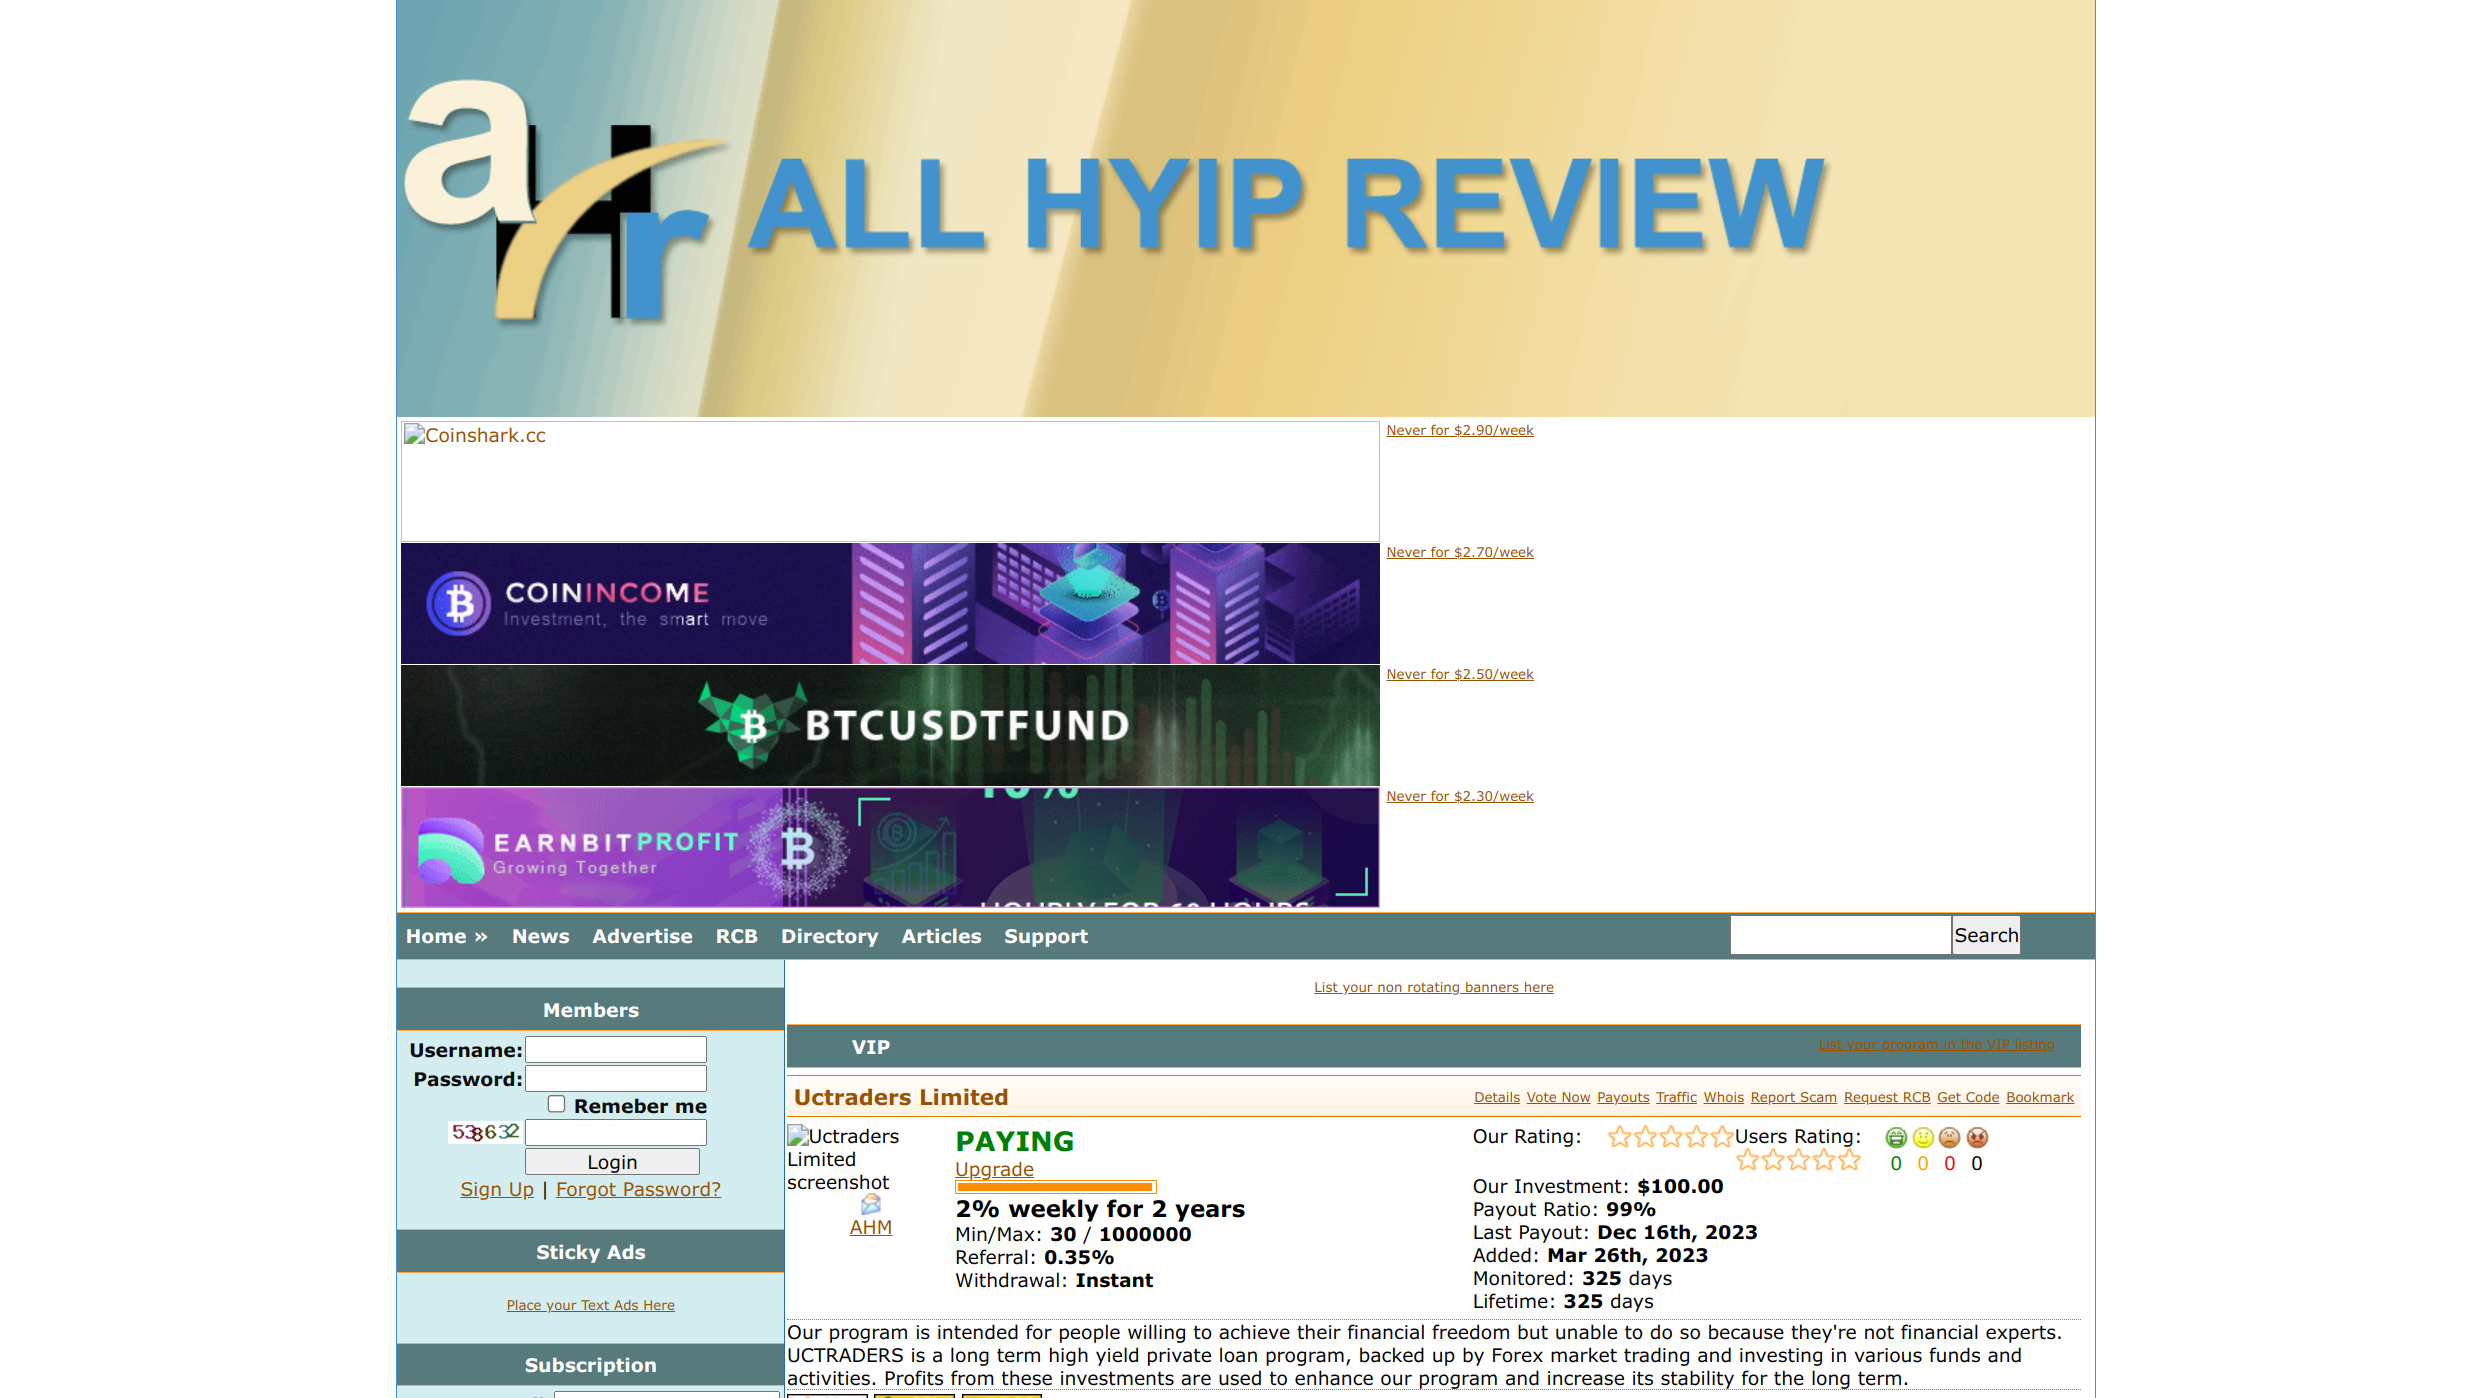 aHr ALL HYIP REVIEW
Coinshark.cc
Never for $2.90/week
COININCOME
Investment, the smart move
Never for $2.70/week
BTCUSDTFUND
Never for $2.50/week
EARNBITPROFIT
Growing Together
10%
HOURLY FOR 60 HOURS
Never for $2.30/week
Home » News Advertise RCB Directory Articles Support
Search
Members
Username:
Password:
Remeber me
538632
Login
Sign Up | Forgot Password?
Sticky Ads
Place your Text Ads Here
Subscription
List your non rotating banners here
VIP
List your program in the VIP listing
Uctraders Limited
Details Vote Now Payouts Traffic Whois Report Scam Request RCB Get Code Bookmark
Uctraders Limited screenshot
AHM
PAYING
Upgrade
2% weekly for 2 years
Min/Max: 30 / 1000000
Referral: 0.35%
Withdrawal: Instant
Our Rating:
Users Rating:
0 0 0 0
Our Investment: $100.00
Payout Ratio: 99%
Last Payout: Dec 16th, 2023
Added: Mar 26th, 2023
Monitored: 325 days
Lifetime: 325 days
Our program is intended for people willing to achieve their financial freedom but unable to do so because they're not financial experts.
UCTRADERS is a long term high yield private loan program, backed up by Forex market trading and investing in various funds and
activities. Profits from these investments are used to enhance our program and increase its stability for the long term.